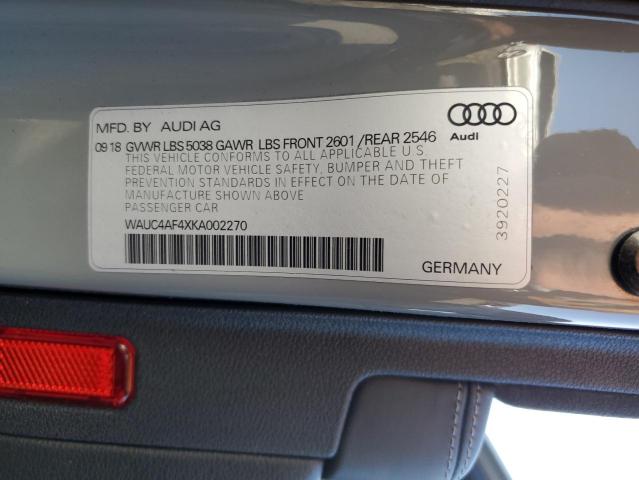 MFD. BY AUDI AG
Audi
09 18 GVWR LBS 5038 GAWR LBS FRONT 2601 / REAR 2546
THIS VEHICLE CONFORMS TO ALL APPLICABLE U.S
FEDERAL MOTOR VEHICLE SAFETY, BUMPER AND THEFT
PREVENTION STANDARDS IN EFFECT ON THE DATE OF
MANUFACTURE SHOWN ABOVE
PASSENGER CAR
WAUC4AF4XKA002270
GERMANY
3920227